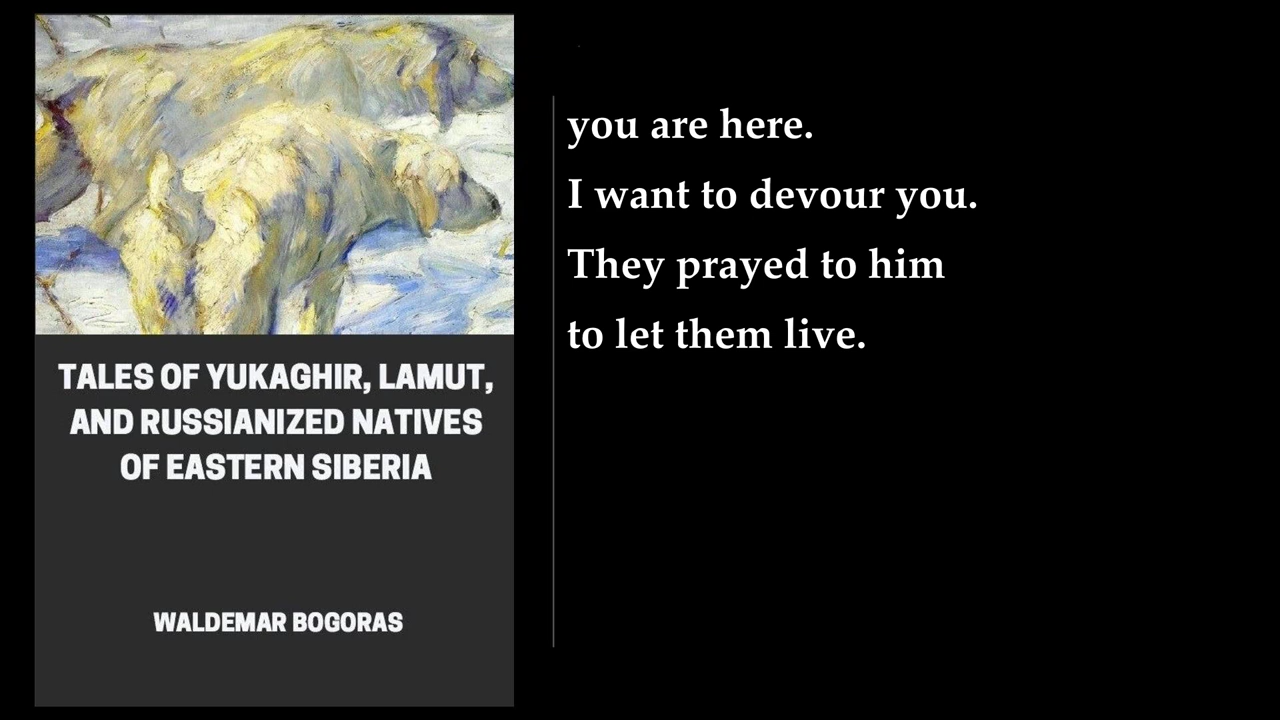 TALES OF YUKAGHIR, LAMUT,
AND RUSSIANIZED NATIVES
OF EASTERN SIBERIA
WALDEMAR BOGORAS
you are here.
I want to devour you.
They prayed to him
to let them live.